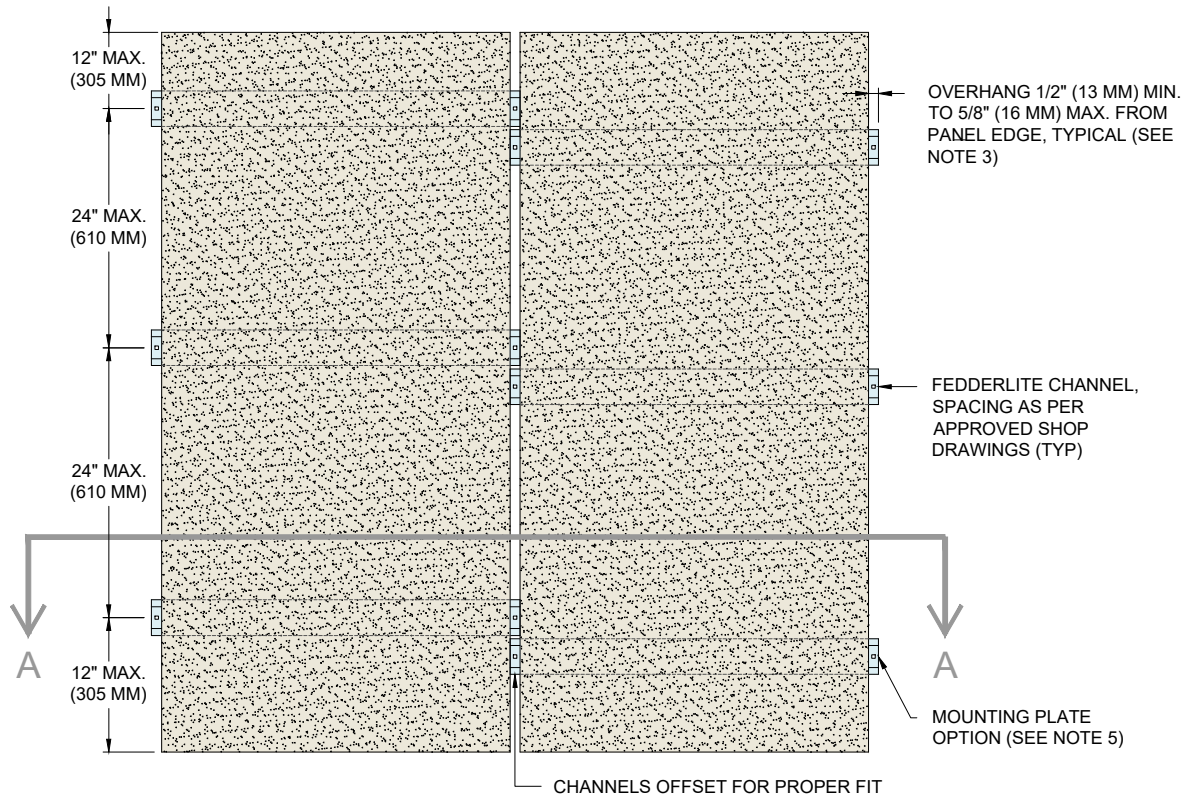 12" MAX.
(305 MM)
OVERHANG 1/2" (13 MM) MIN.
TO 5/8" (16 MM) MAX. FROM
PANEL EDGE, TYPICAL (SEE
NOTE 3)
24" MAX.
(610 MM)
FEDDERLITE CHANNEL,
SPACING AS PER
APPROVED SHOP
DRAWINGS (TYP)
24" MAX.
(610 MM)
A
A
12" MAX.
(305 MM)
MOUNTING PLATE
OPTION (SEE NOTE 5)
CHANNELS OFFSET FOR PROPER FIT